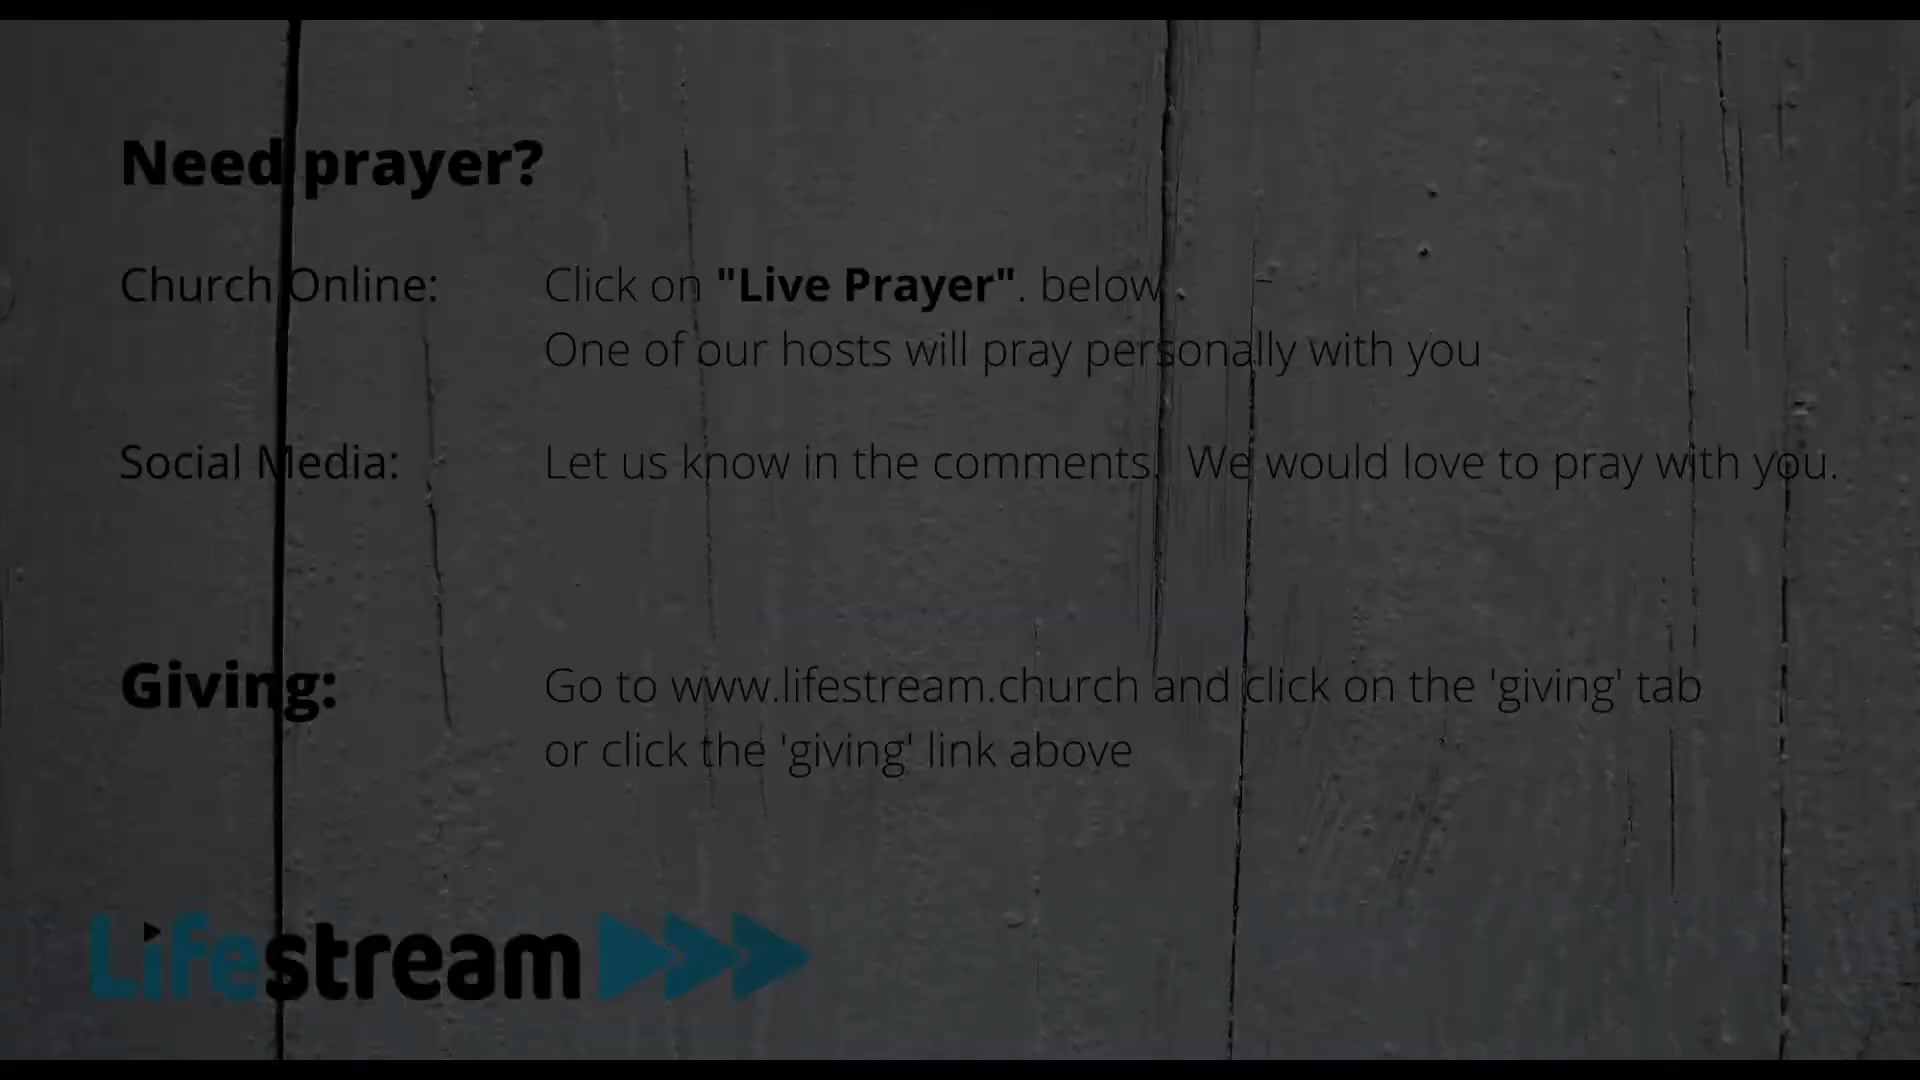 Need prayer?
Church Online: Click on "Live Prayer". below.
One of our hosts will pray personally with you
Social Media: Let us know in the comments. We would love to pray with you.
Giving: Go to www.lifestream.church and click on the 'giving' tab
or click the 'giving' link above
Lifestream